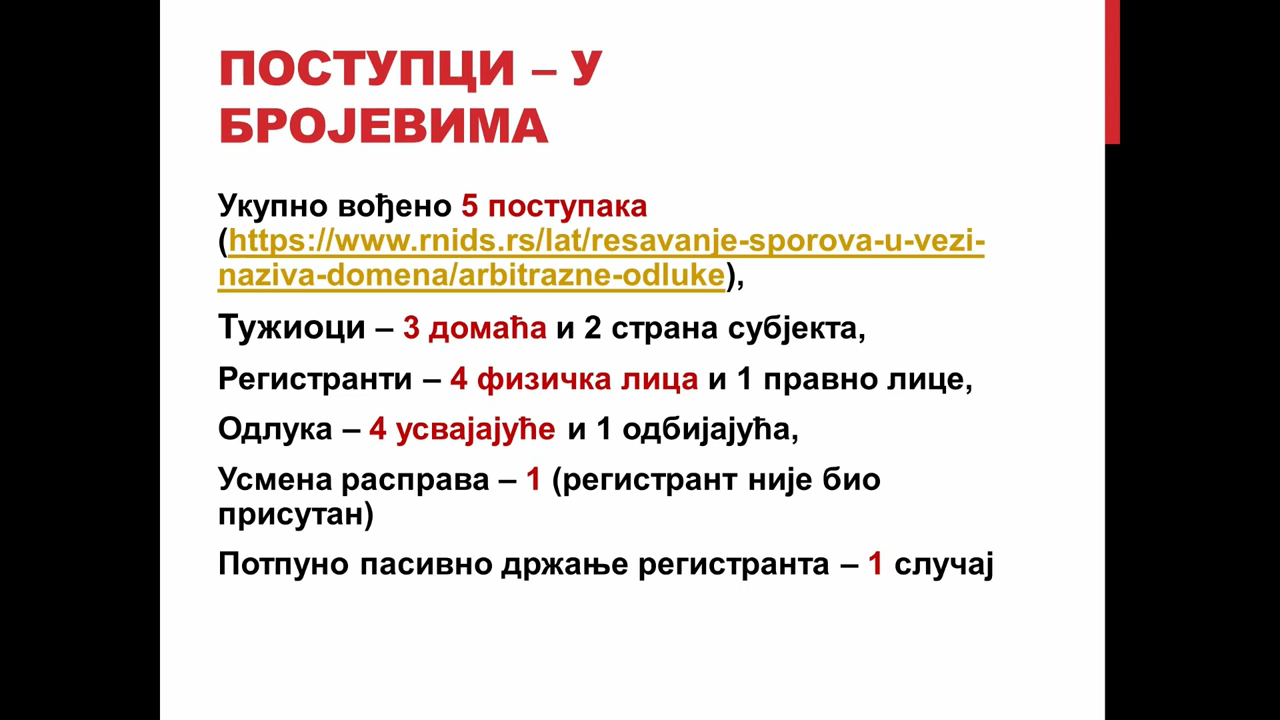 ПОСТУПЦИ – У
БРОЈЕВИМА
Укупно вођено 5 поступака
(https://www.rnids.rs/lat/resavanje-sporova-u-vezi-
naziva-domena/arbitrazne-odluke),
Тужиоци – 3 домаћа и 2 страна субјекта,
Регистранти – 4 физичка лица и 1 правно лице,
Одлука – 4 усвајајуће и 1 одбијајућа,
Усмена расправа – 1 (регистрант није био
присутан)
Потпуно пасивно држање регистранта – 1 случај